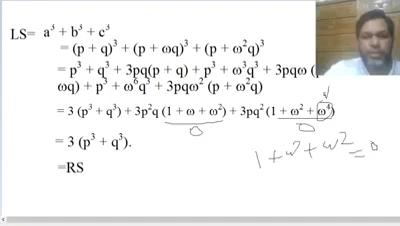 LS= a³ + b³ + c³
= (p + q)³ + (p + ωq)³ + (p + ω²q)³
= p³ + q³ + 3pq(p + q) + p³ + ω³q³ + 3pqω (p
ωq) + p³ + ω⁶q³ + 3pqω² (p + ω²q)
ω
= 3 (p³ + q³) + 3p²q (1 + ω + ω²) + 3pq² (1 + ω² + ω⁴)
0 0
1 + ω + ω² = 0
= 3 (p³ + q³).
=RS